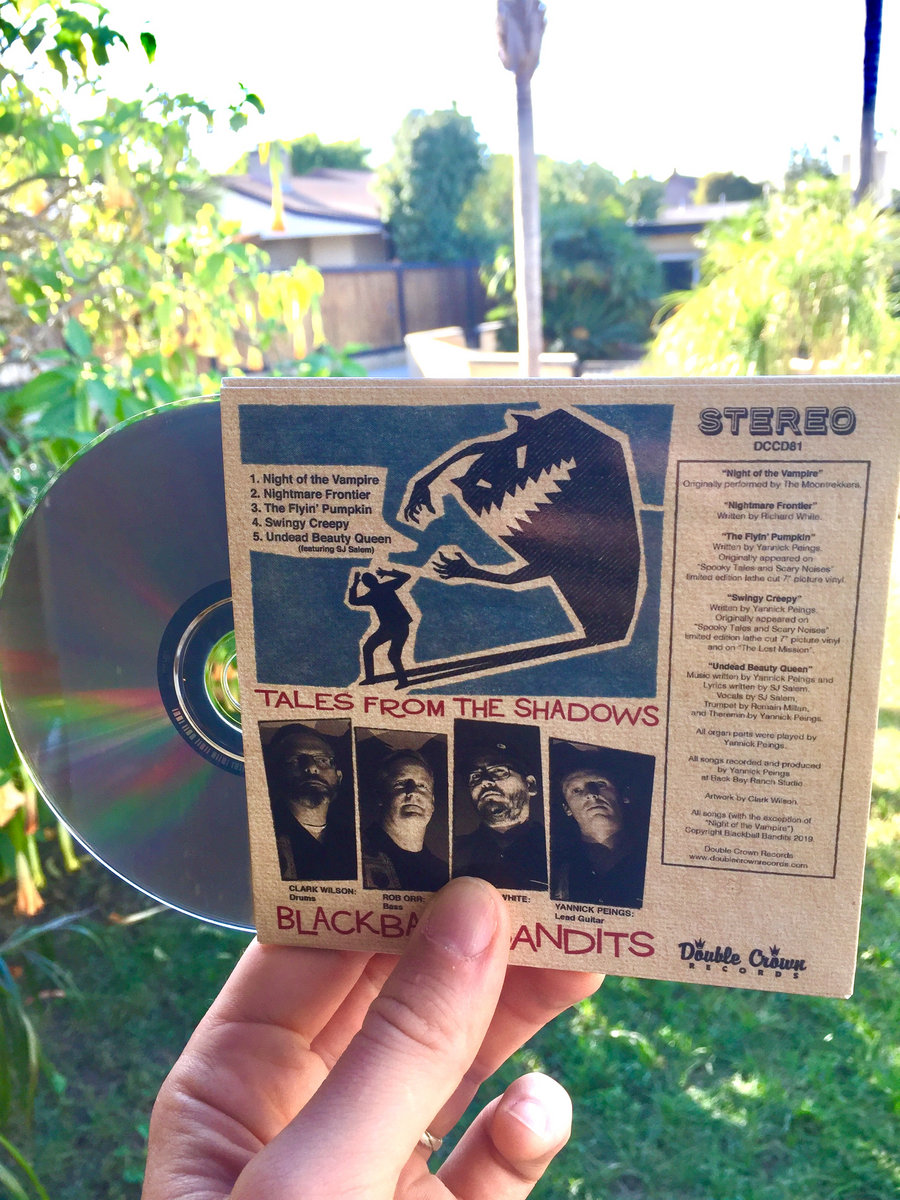 1. Night of the Vampire
2. Nightmare Frontier
3. The Flyin' Pumpkin
4. Swingy Creepy
5. Undead Beauty Queen
(featuring SJ Salem)
TALES FROM THE SHADOWS
CLARK WILSON:
Drums
ROB ORR:
Bass
WHITE:
YANNICK PEINGS:
Lead Guitar
BLACKBA ANDITS
STEREO
DCCD81
"Night of the Vampire"
Originally performed by The Moontrekkers.
"Nightmare Frontier"
Written by Richard White.
"The Flyin' Pumpkin"
Written by Yannick Peings.
Originally appeared on
"Spooky Tales and Scary Noises"
limited edition lathe cut 7" picture vinyl.
"Swingy Creepy"
Written by Yannick Peings.
Originally appeared on
"Spooky Tales and Scary Noises"
limited edition lathe cut 7" picture vinyl
and on "The Lost Mission".
"Undead Beauty Queen"
Music written by Yannick Peings and
Lyrics written by SJ Salem.
Vocals by SJ Salem,
Trumpet by Romain Millan,
and Theremin by Yannick Peings.
All organ parts were played by
Yannick Peings.
All songs recorded and produced
by Yannick Peings
at Back Bay Ranch Studio
Artwork by Clark Wilson.
All songs (with the exception of
"Night of the Vampire")
Copyright Blackball Bandits 2019.
Double Crown Records
www.doublecrownrecords.com
Double Crown
RECORDS